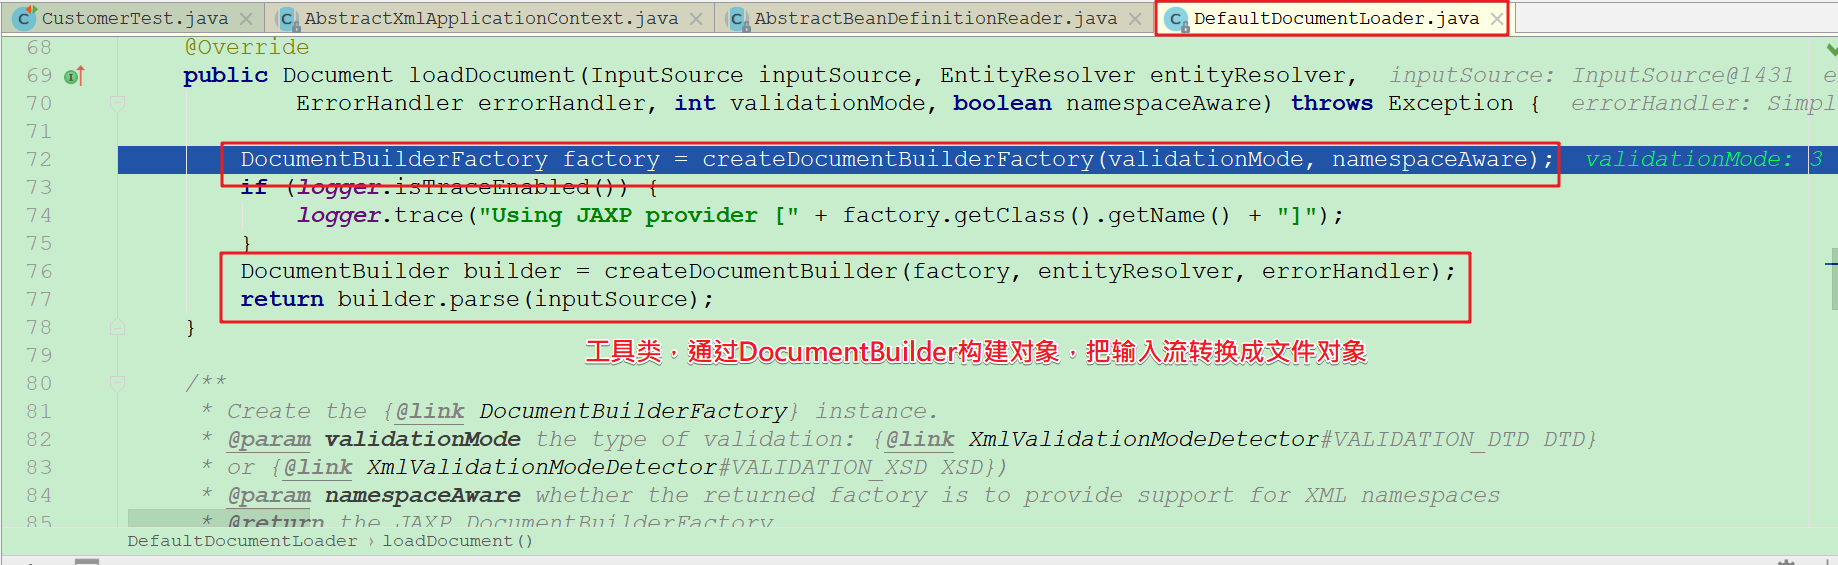 CustomerTest.java AbstractXmlApplicationContext.java AbstractBeanDefinitionReader.java DefaultDocumentLoader.java
68 @Override
69 public Document loadDocument(InputSource inputSource, EntityResolver entityResolver, inputSource: InputSource@1431
70 ErrorHandler errorHandler, int validationMode, boolean namespaceAware) throws Exception { errorHandler:
71
72 DocumentBuilderFactory factory = createDocumentBuilderFactory(validationMode, namespaceAware); validationMode: 3
73 if (logger.isTraceEnabled()) {
74 logger.trace("Using JAXP provider [" + factory.getClass().getName() + "]");
75 }
76 DocumentBuilder builder = createDocumentBuilder(factory, entityResolver, errorHandler);
77 return builder.parse(inputSource);
78 }
工具类，通过DocumentBuilder构建对象，把输入流转换成文件对象
79
80 /**
81 * Create the {@link DocumentBuilderFactory} instance.
82 * @param validationMode the type of validation: {@link XmlValidationModeDetector#VALIDATION_DTD DTD}
83 * or {@link XmlValidationModeDetector#VALIDATION_XSD XSD})
84 * @param namespaceAware whether the returned factory is to provide support for XML namespaces
85 * @return the JAXP DocumentBuilderFactory
DefaultDocumentLoader › loadDocument()